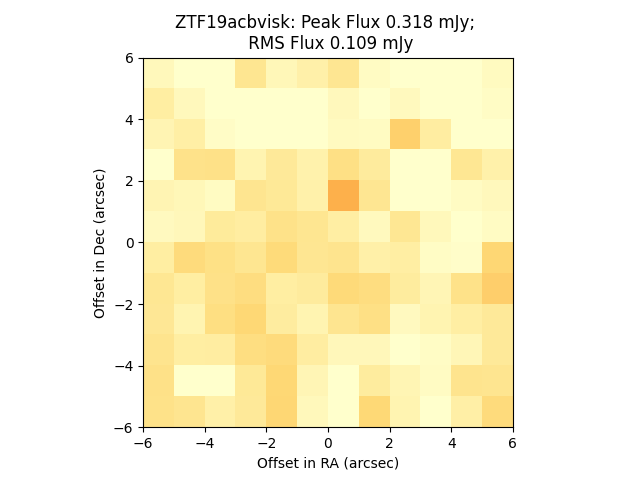 ZTF19acbvisk: Peak Flux 0.318 mJy;
RMS Flux 0.109 mJy
6
4
2
0
−2
−4
−6
Offset in Dec (arcsec)
−6 −4 −2 0 2 4 6
Offset in RA (arcsec)